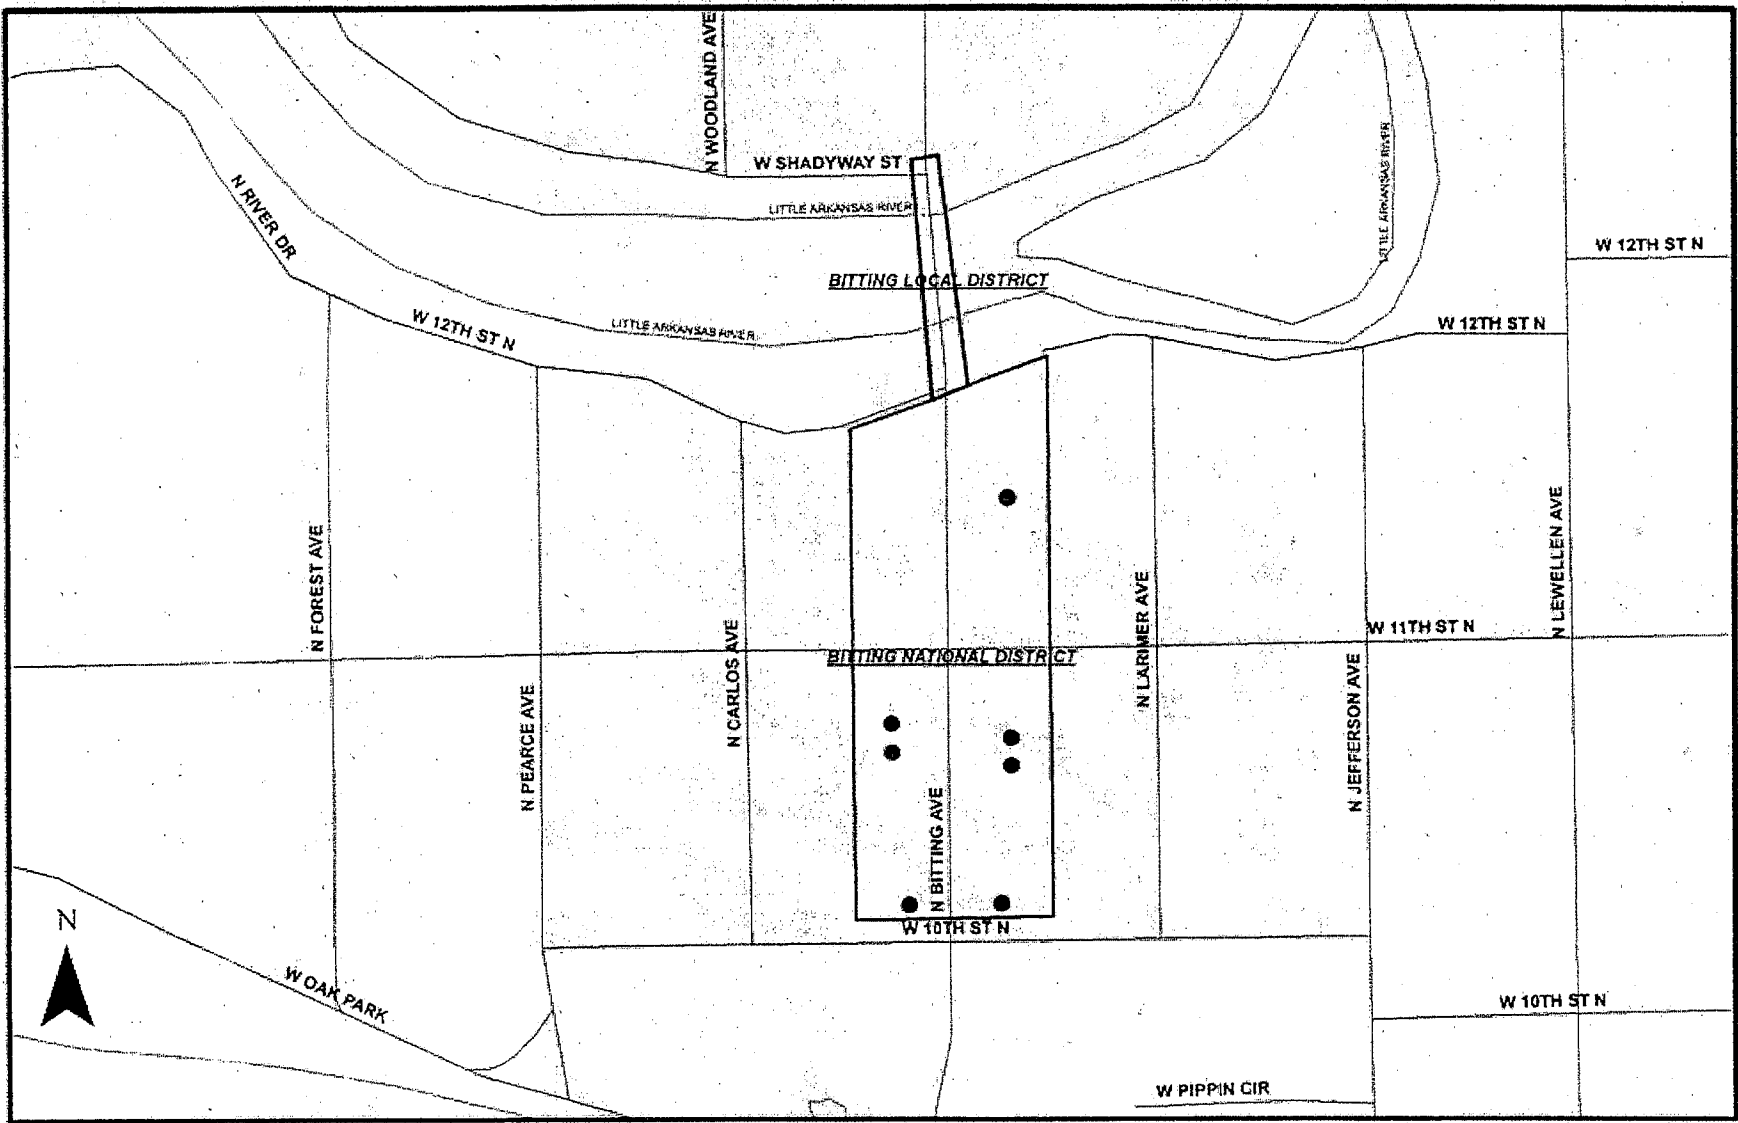 N WOODLAND AVE
W SHADYWAY ST
LITTLE ARKANSAS RIVER
LITTLE ARKANSAS RIVER
N RIVER DR
W 12TH ST N
BITTING LOCAL DISTRICT
W 12TH ST N
LITTLE ARKANSAS RIVER
W 12TH ST N
N FOREST AVE
N LEWELLEN AVE
N LARIMER AVE
W 11TH ST N
N CARLOS AVE
BITTING NATIONAL DISTRICT
N PEARCE AVE
N JEFFERSON AVE
N BITTING AVE
W 10TH ST N
N
W OAK PARK
W 10TH ST N
W PIPPIN CIR